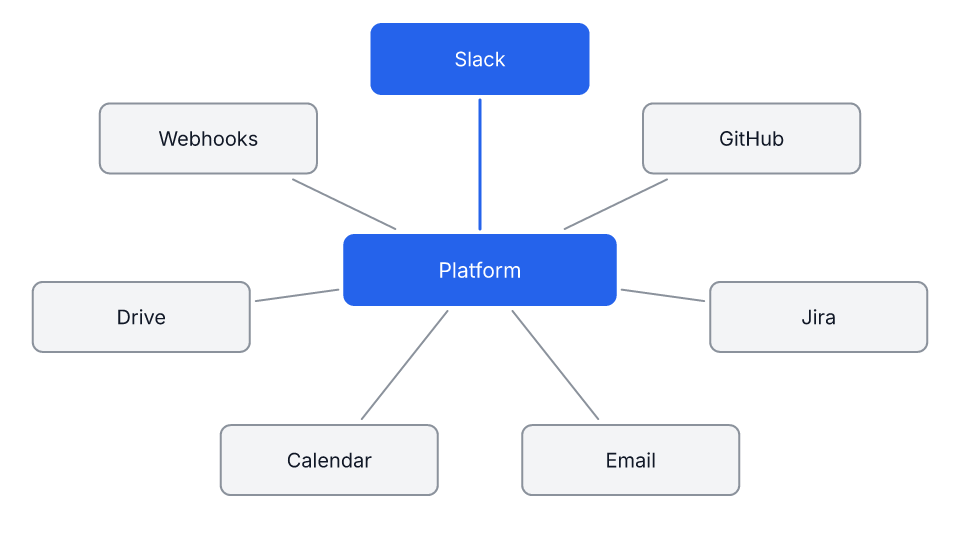 Slack
Webhooks
GitHub
Platform
Drive
Jira
Calendar
Email